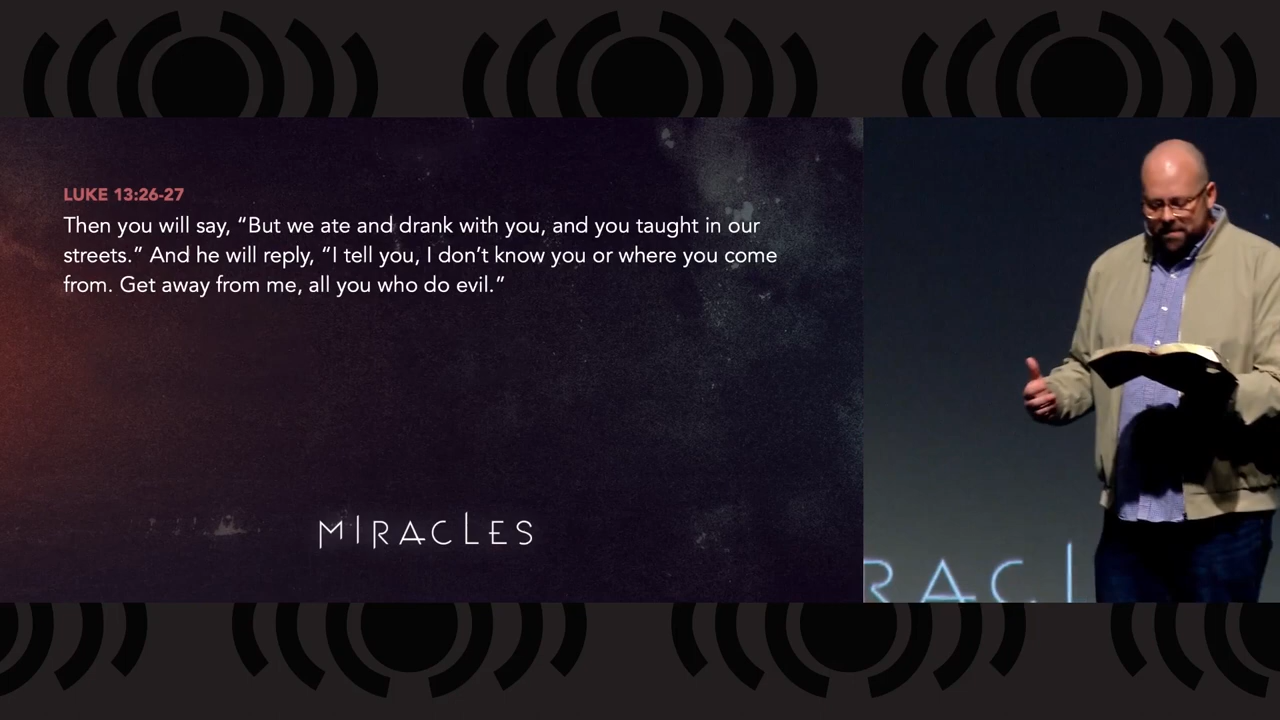 LUKE 13:26-27
Then you will say, “But we ate and drank with you, and you taught in our
streets.” And he will reply, “I tell you, I don’t know you or where you come
from. Get away from me, all you who do evil.”
MIRACLES
RACL